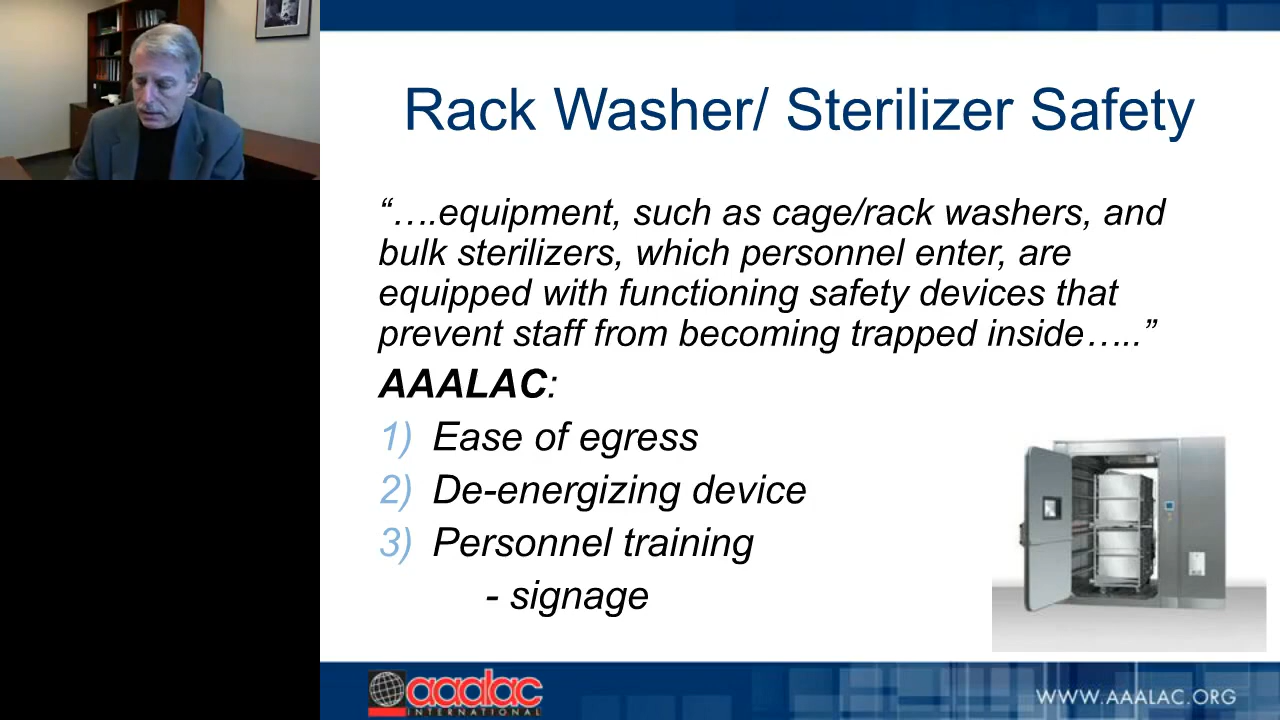 Rack Washer/ Sterilizer Safety
“….equipment, such as cage/rack washers, and
bulk sterilizers, which personnel enter, are
equipped with functioning safety devices that
prevent staff from becoming trapped inside…..”
AAALAC:
1) Ease of egress
2) De-energizing device
3) Personnel training
- signage
aaalac
INTERNATIONAL
WWW.AAALAC.ORG